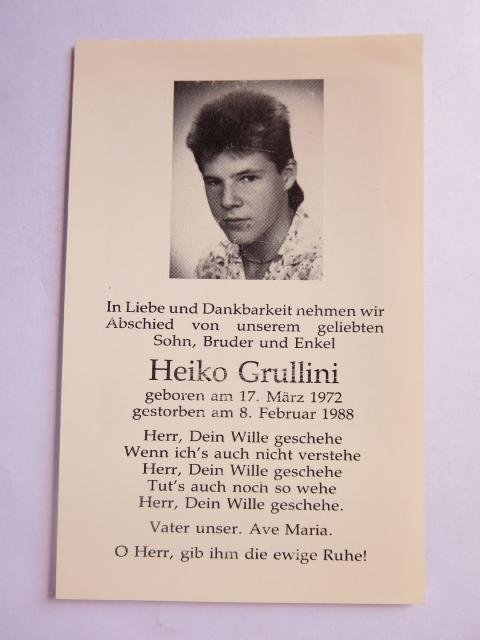 In Liebe und Dankbarkeit nehmen wir
Abschied von unserem geliebten
Sohn, Bruder und Enkel
Heiko Grullini
geboren am 17. März 1972
gestorben am 8. Februar 1988
Herr, Dein Wille geschehe
Wenn ich's auch nicht verstehe
Herr, Dein Wille geschehe
Tut's auch noch so wehe
Herr, Dein Wille geschehe.
Vater unser. Ave Maria.
O Herr, gib ihm die ewige Ruhe!